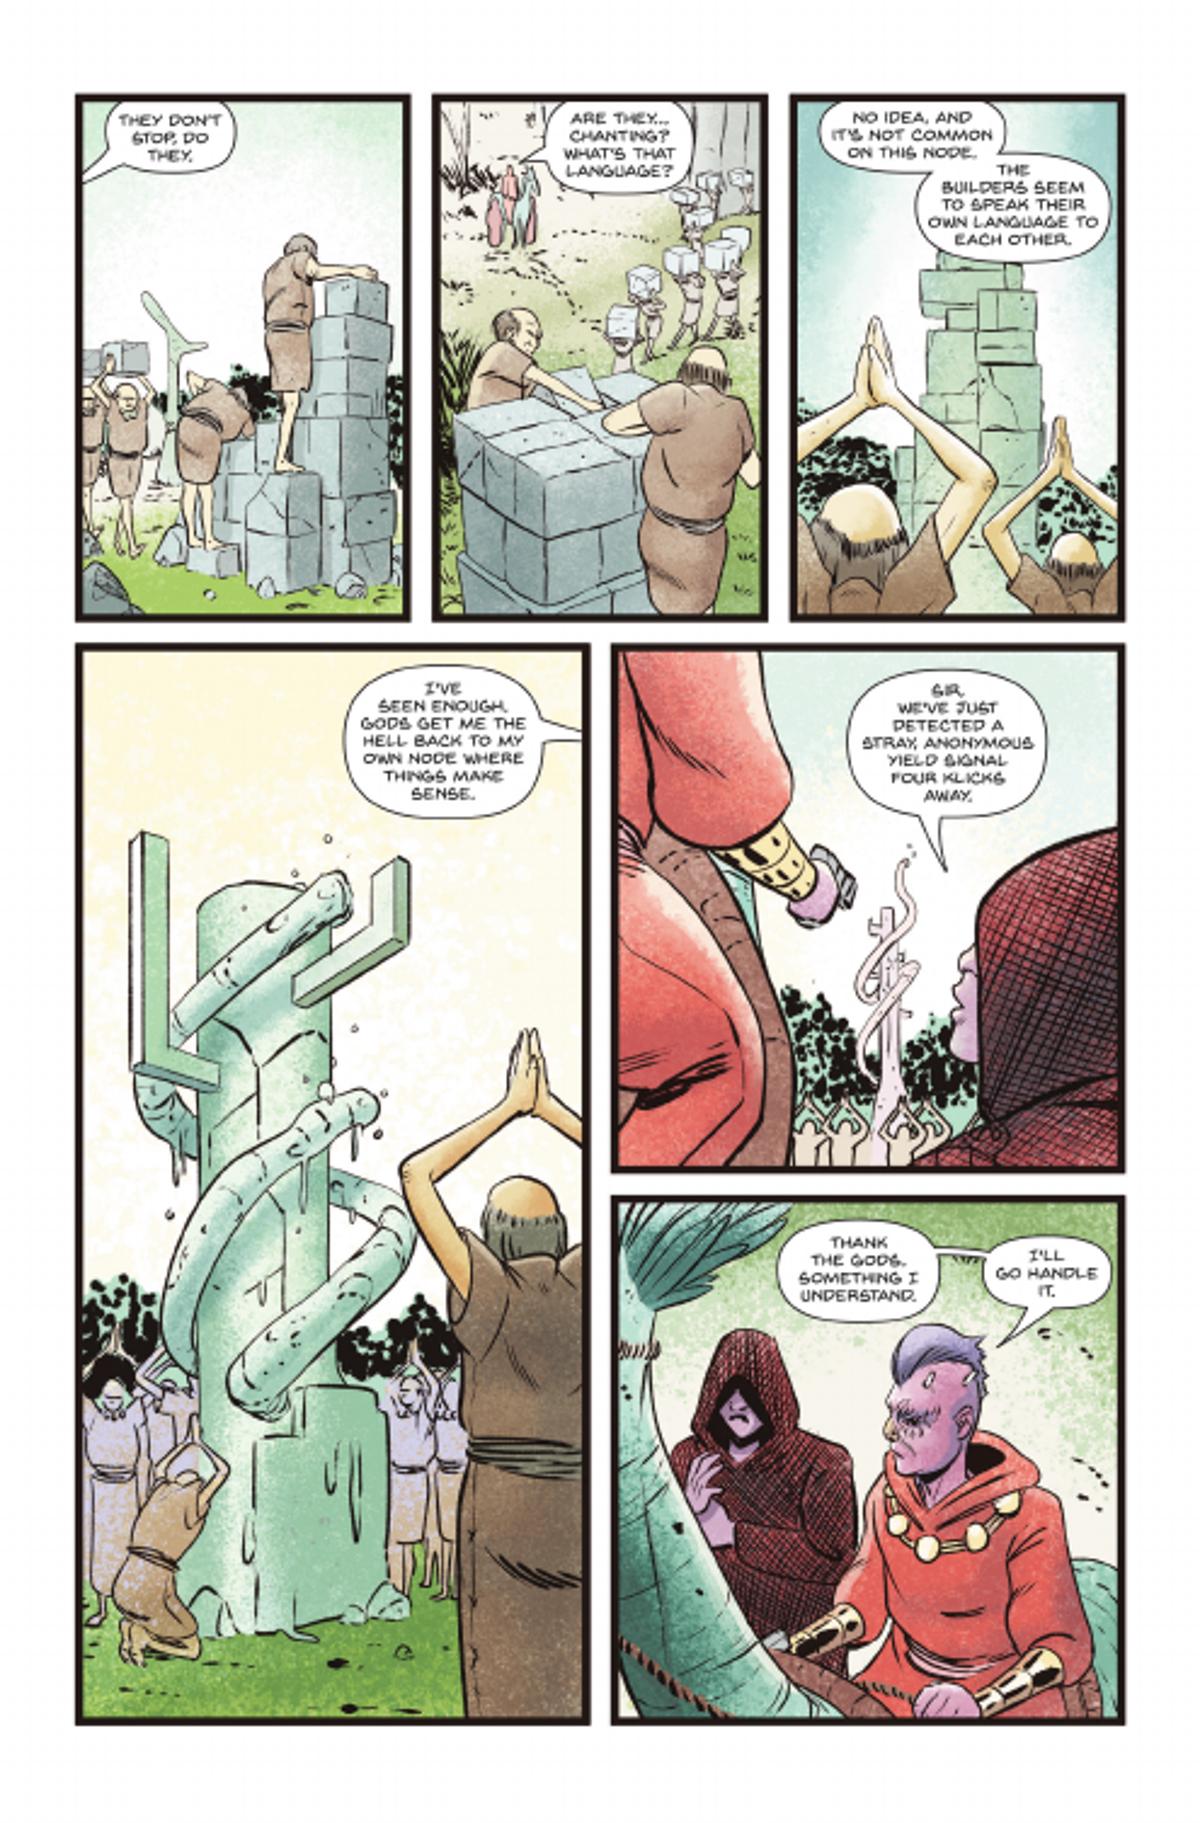 THEY DON'T
STOP, DO
THEY.
ARE THEY...
CHANTING?
WHAT'S THAT
LANGUAGE?
NO IDEA, AND
IT'S NOT COMMON
ON THIS NODE.
THE
BUILDERS SEEM
TO SPEAK THEIR
OWN LANGUAGE TO
EACH OTHER.
I'VE
SEEN ENOUGH.
GODS GET ME THE
HELL BACK TO MY
OWN NODE WHERE
THINGS MAKE
SENSE.
SIR,
WE'VE JUST
DETECTED A
STRAY, ANONYMOUS
YIELD SIGNAL
FOUR KLICKS
AWAY.
THANK
THE GODS.
SOMETHING I
UNDERSTAND.
I'LL
GO HANDLE
IT.